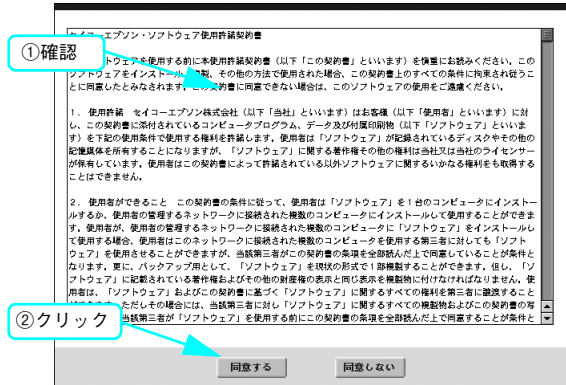 セイコーエプソン・ソフトウェア使用許諾契約書
①確認
トウェアを使用する前に本使用許諾契約書（以下「この契約書」といいます）を慎重にお読みください。この
ソフトウェアをインストール、複製、その他の方法で使用された場合、この契約書上のすべての条件に拘束され従うこ
とに同意したとみなされます。この契約書に同意できない場合は、このソフトウェアの使用をご遠慮ください。
1. 使用許諾 セイコーエプソン株式会社（以下「当社」といいます）はお客様（以下「使用者」といいます）に対
し、この契約書に添付されているコンピュータプログラム、データ及び付属印刷物（以下「ソフトウェア」といいま
す）を下記の使用条件で使用する権利を許諾します。使用者は「ソフトウェア」が記録されているディスクやその他の
記憶媒体を所有することになりますが、「ソフトウェア」に関する著作権その他の権利は当社又は当社のライセンサー
が保有しています。使用者はこの契約書によって許諾されている以外ソフトウェアに関するいかなる権利をも取得する
ことはできません。
2. 使用者ができること この契約書の条件に従って、使用者は「ソフトウェア」を１台のコンピュータにインストー
ルするか、使用者の管理するネットワークに接続された複数のコンピュータにインストールして使用することができま
す。使用者が、使用者の管理するネットワークに接続された複数のコンピュータに「ソフトウェア」をインストールし
て使用する場合、使用者はこのネットワークに接続された複数のコンピュータを使用する第三者に対しても「ソフト
ウェア」を使用させることができますが、当該第三者がこの契約書の条項を全部読んだ上で同意していることが条件と
なります。更に、バックアップ用として、「ソフトウェア」を現状の形式で１部複製することができます。但し、「ソ
フトウェア」に記載されている著作権およびその他の財産権の表示と同じ表示を複製物に付けなければなりません。使
用者は、「ソフトウェア」およびこの契約書に基づく「ソフトウェア」に関するすべての権利を第三者に譲渡すること
ができます。ただしその場合には、当該第三者に対し「ソフトウェア」に関するすべての複製物およびこの契約書の写
当該第三者が「ソフトウェア」を使用する前にこの契約書の条項を全部読んだ上で同意することが条件と
②クリック
同意する 同意しない